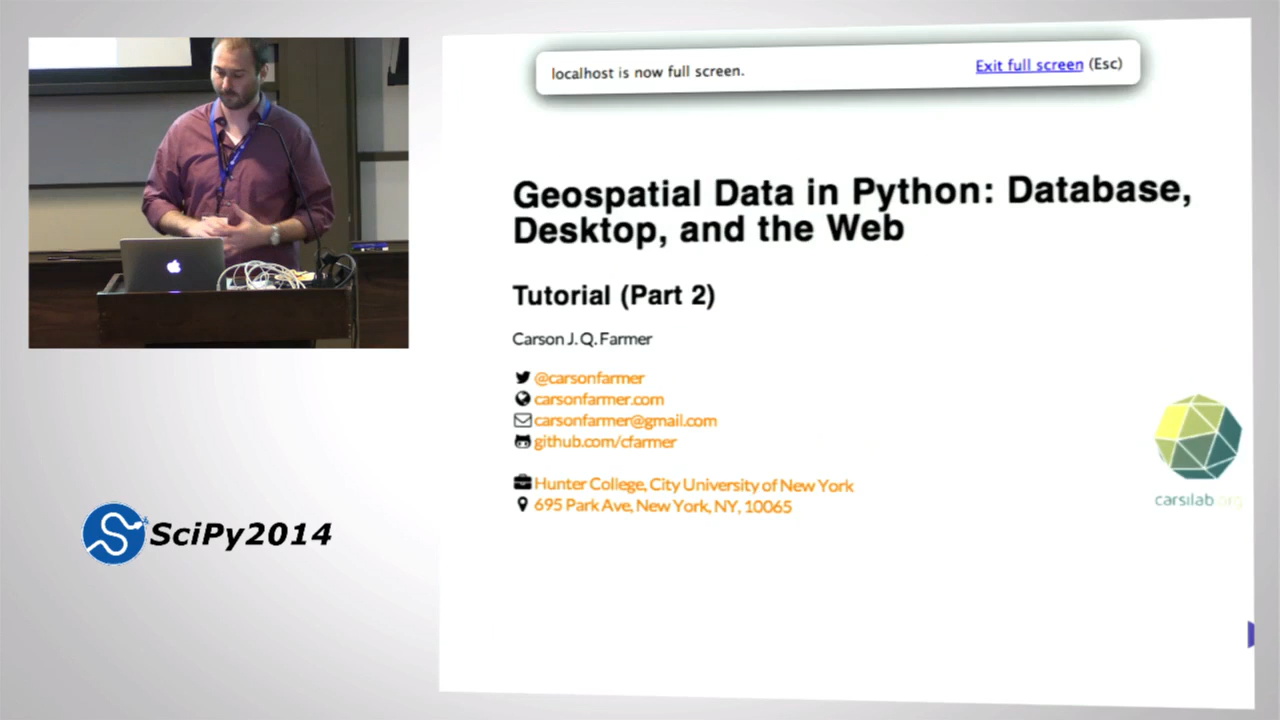 localhost is now full screen. Exit full screen (Esc)
Geospatial Data in Python: Database,
Desktop, and the Web
Tutorial (Part 2)
Carson J. Q. Farmer
@carsonfarmer
carsonfarmer.com
carsonfarmer@gmail.com
github.com/cfarmer
Hunter College, City University of New York
695 Park Ave, New York, NY, 10065
carsilab.org
SciPy2014